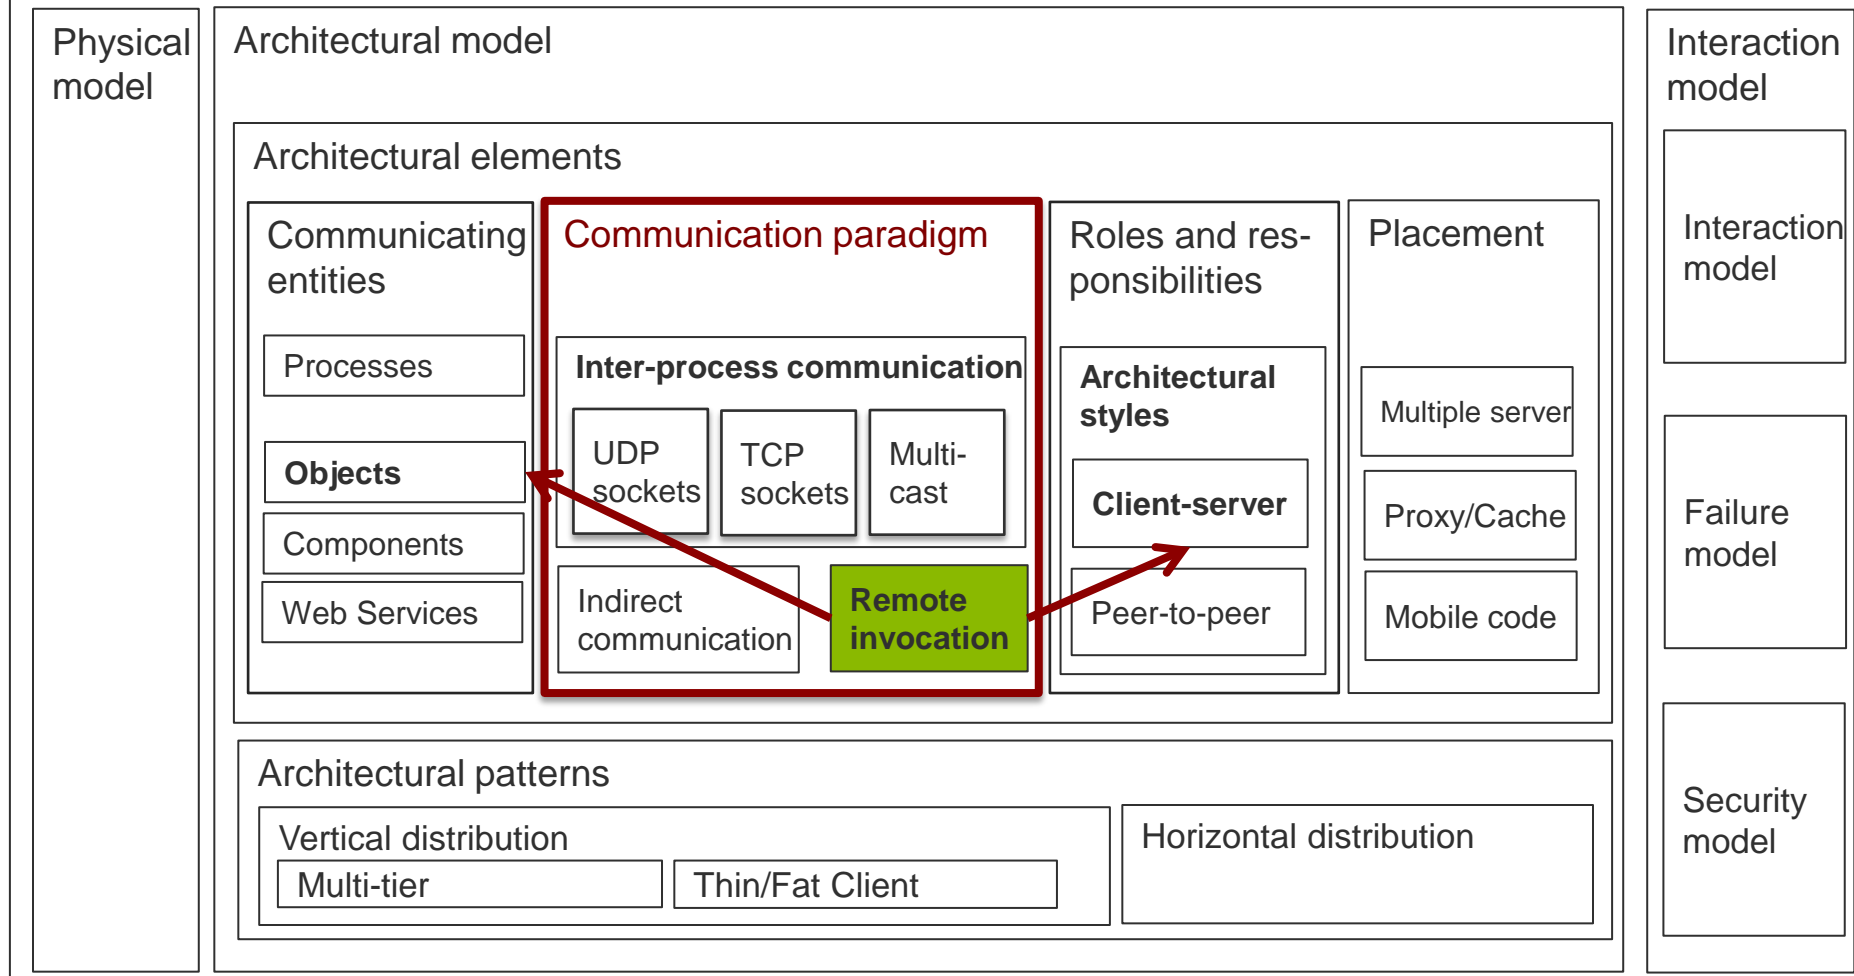 Physical
model
Architectural model
Architectural elements
Communicating
entities
Processes
Objects
Components
Web Services
Communication paradigm
Inter-process communication
UDP
sockets
TCP
sockets
Multi-
cast
Indirect
communication
Remote
invocation
Roles and res-
ponsibilities
Architectural
styles
Client-server
Peer-to-peer
Placement
Multiple server
Proxy/Cache
Mobile code
Architectural patterns
Vertical distribution
Multi-tier
Thin/Fat Client
Horizontal distribution
Interaction
model
Interaction
model
Failure
model
Security
model